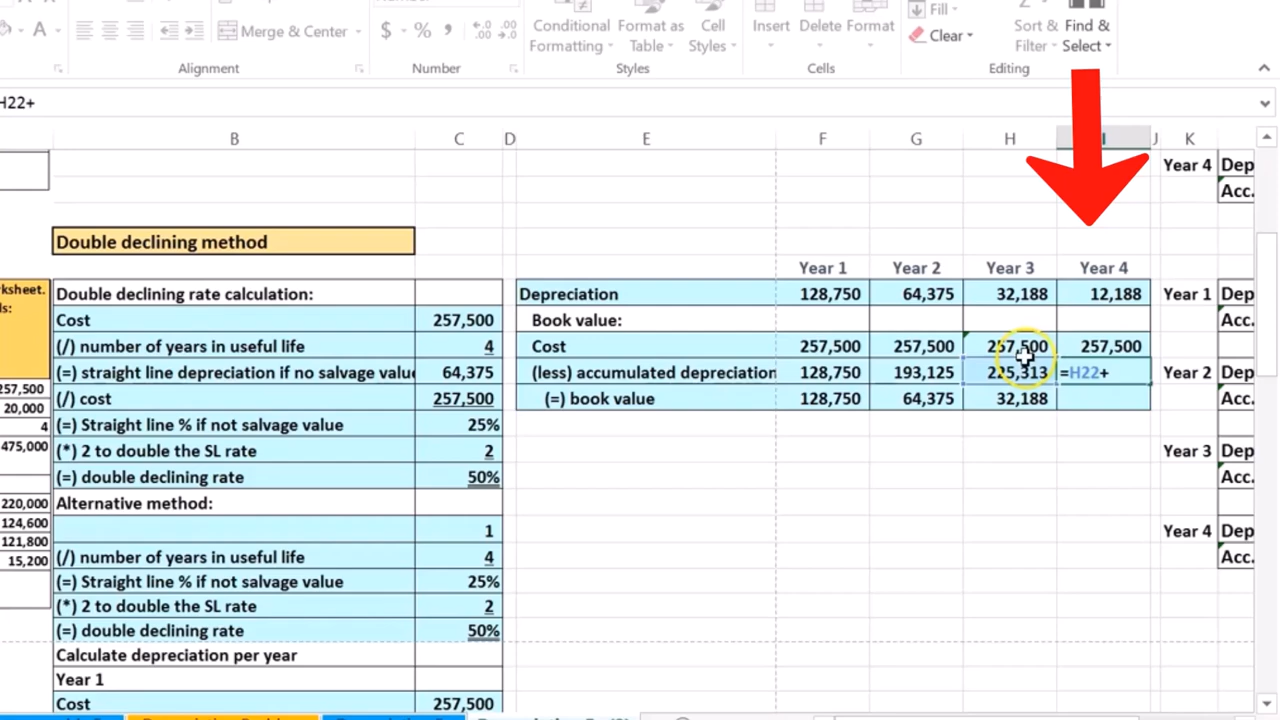 Merge & Center
$ % ,
Conditional Formatting
Format as Table
Cell Styles
Insert Delete Format
Fill
Clear
Sort & Filter
Find & Select
Alignment
Number
Styles
Cells
Editing
H22+
B C D E F G H I J K
Year 4 Dep
Acc.
Double declining method
Year 1 Year 2 Year 3 Year 4
ksheet.
ds:
257,500
20,000
4
475,000
220,000
124,600
121,800
15,200
Double declining rate calculation:
Cost 257,500
(/) number of years in useful life 4
(=) straight line depreciation if no salvage value 64,375
(/) cost 257,500
(=) Straight line % if not salvage value 25%
(*) 2 to double the SL rate 2
(=) double declining rate 50%
Alternative method:
1
(/) number of years in useful life 4
(=) Straight line % if not salvage value 25%
(*) 2 to double the SL rate 2
(=) double declining rate 50%
Calculate depreciation per year
Year 1
Cost 257,500
Depreciation 128,750 64,375 32,188 12,188
Book value:
Cost 257,500 257,500 257,500 257,500
(less) accumulated depreciation 128,750 193,125 225,313 =H22+
(=) book value 128,750 64,375 32,188
Year 1 Dep
Acc.
Year 2 Dep
Acc.
Year 3 Dep
Acc.
Year 4 Dep
Acc.